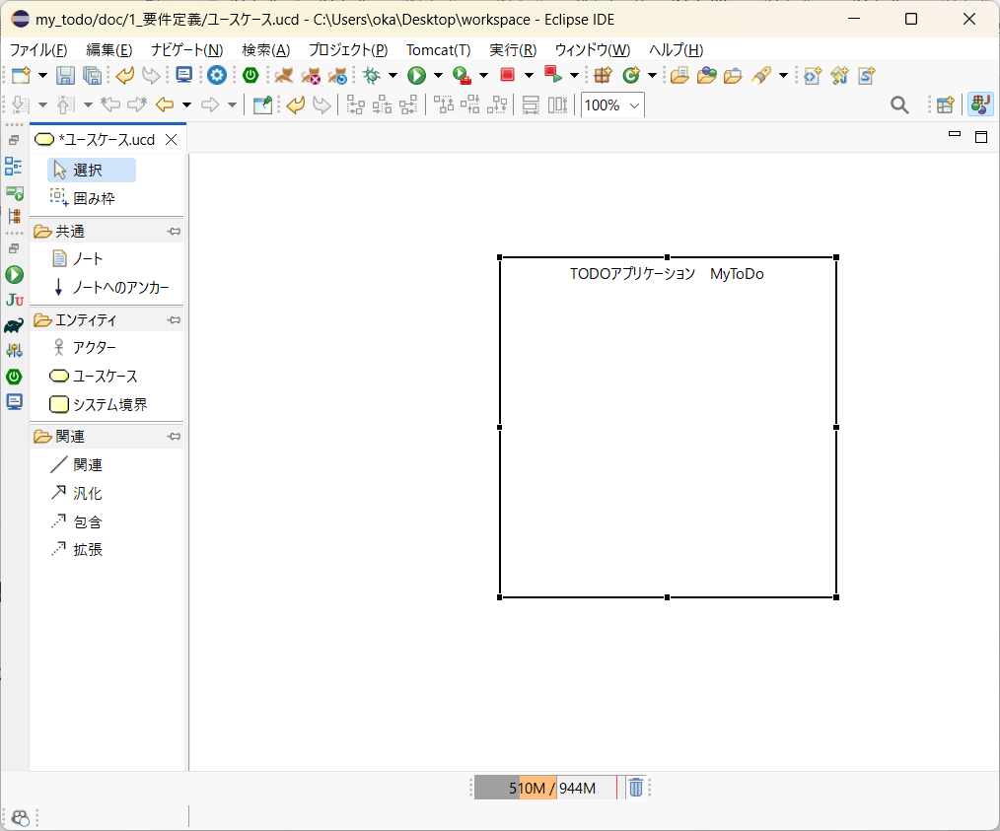 my_todo/doc/1_要件定義/ユースケース.ucd - C:\Users\oka\Desktop\workspace - Eclipse IDE
ファイル(F) 編集(E) ナビゲート(N) 検索(A) プロジェクト(P) Tomcat(T) 実行(R) ウィンドウ(W) ヘルプ(H)
100%
*ユースケース.ucd
選択
囲み枠
共通
ノート
ノートへのアンカー
エンティティ
アクター
ユースケース
システム境界
関連
関連
汎化
包含
拡張
TODOアプリケーション　MyToDo
JU
510M / 944M